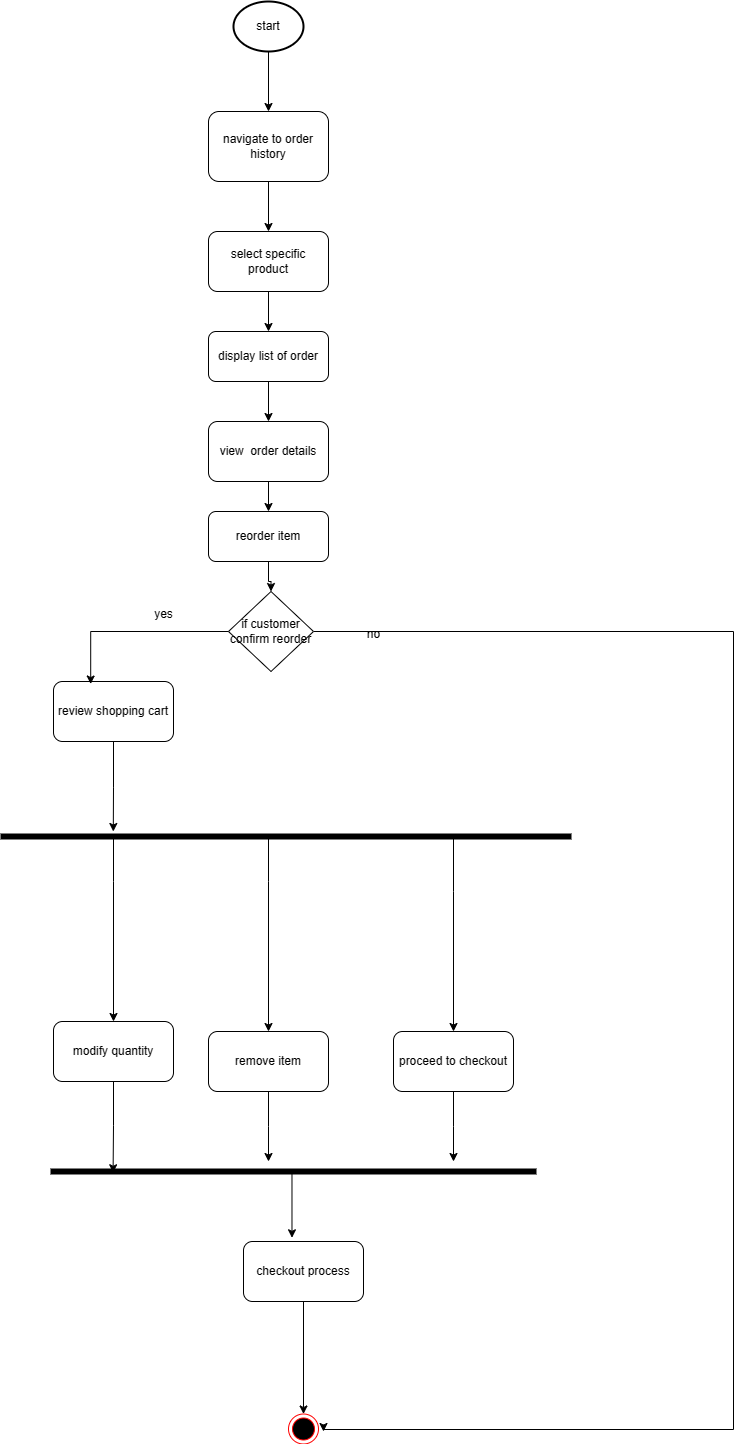 start
navigate to order
history
select specific
product
display list of order
view order details
reorder item
if customer
confirm reorder
yes
no
review shopping cart
modify quantity
remove item
proceed to checkout
checkout process